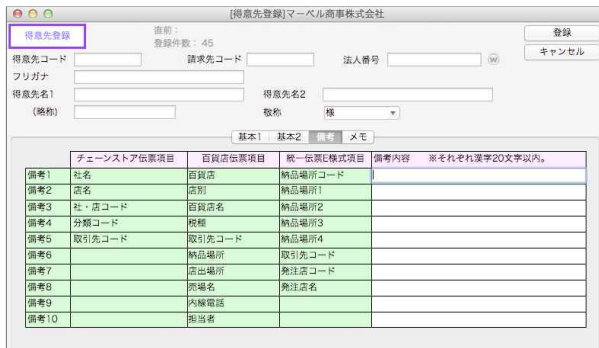 [得意先登録]マーベル商事株式会社
得意先登録
直前：
登録件数： 45
登録
キャンセル
得意先コード 請求先コード 法人番号 W
フリガナ
得意先名1 得意先名2
(略称) 敬称 様
基本1 基本2 備考 メモ
チェーンストア伝票項目 百貨店伝票項目 統一伝票E様式項目 備考内容 ※それぞれ漢字20文字以内。
備考1 社名 百貨店 納品場所コード
備考2 店名 店別 納品場所1
備考3 社・店コード 百貨店名 納品場所2
備考4 分類コード 税種 納品場所3
備考5 取引先コード 取引先コード 納品場所4
備考6 納品場所 取引先コード
備考7 店出場所 発注店コード
備考8 売場名 発注店名
備考9 内線電話
備考10 担当者